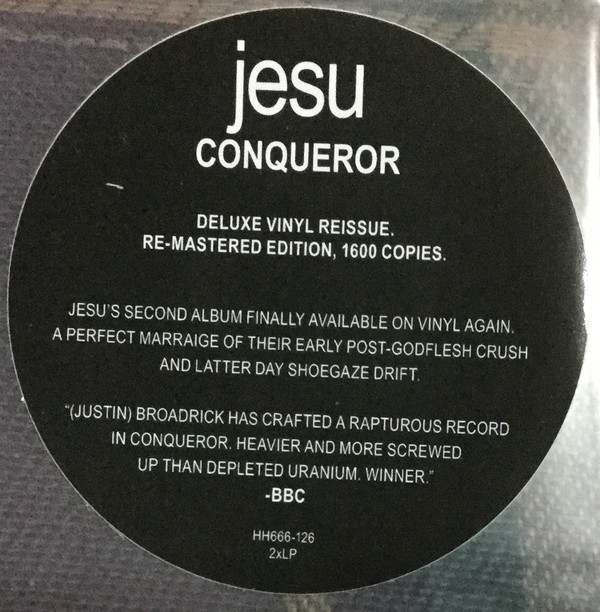 jesu
CONQUEROR
DELUXE VINYL REISSUE.
RE-MASTERED EDITION, 1600 COPIES.
JESU'S SECOND ALBUM FINALLY AVAILABLE ON VINYL AGAIN.
A PERFECT MARRAIGE OF THEIR EARLY POST-GODFLESH CRUSH
AND LATTER DAY SHOEGAZE DRIFT.
"(JUSTIN) BROADRICK HAS CRAFTED A RAPTUROUS RECORD
IN CONQUEROR. HEAVIER AND MORE SCREWED
UP THAN DEPLETED URANIUM. WINNER."
-BBC
HH666-126
2xLP